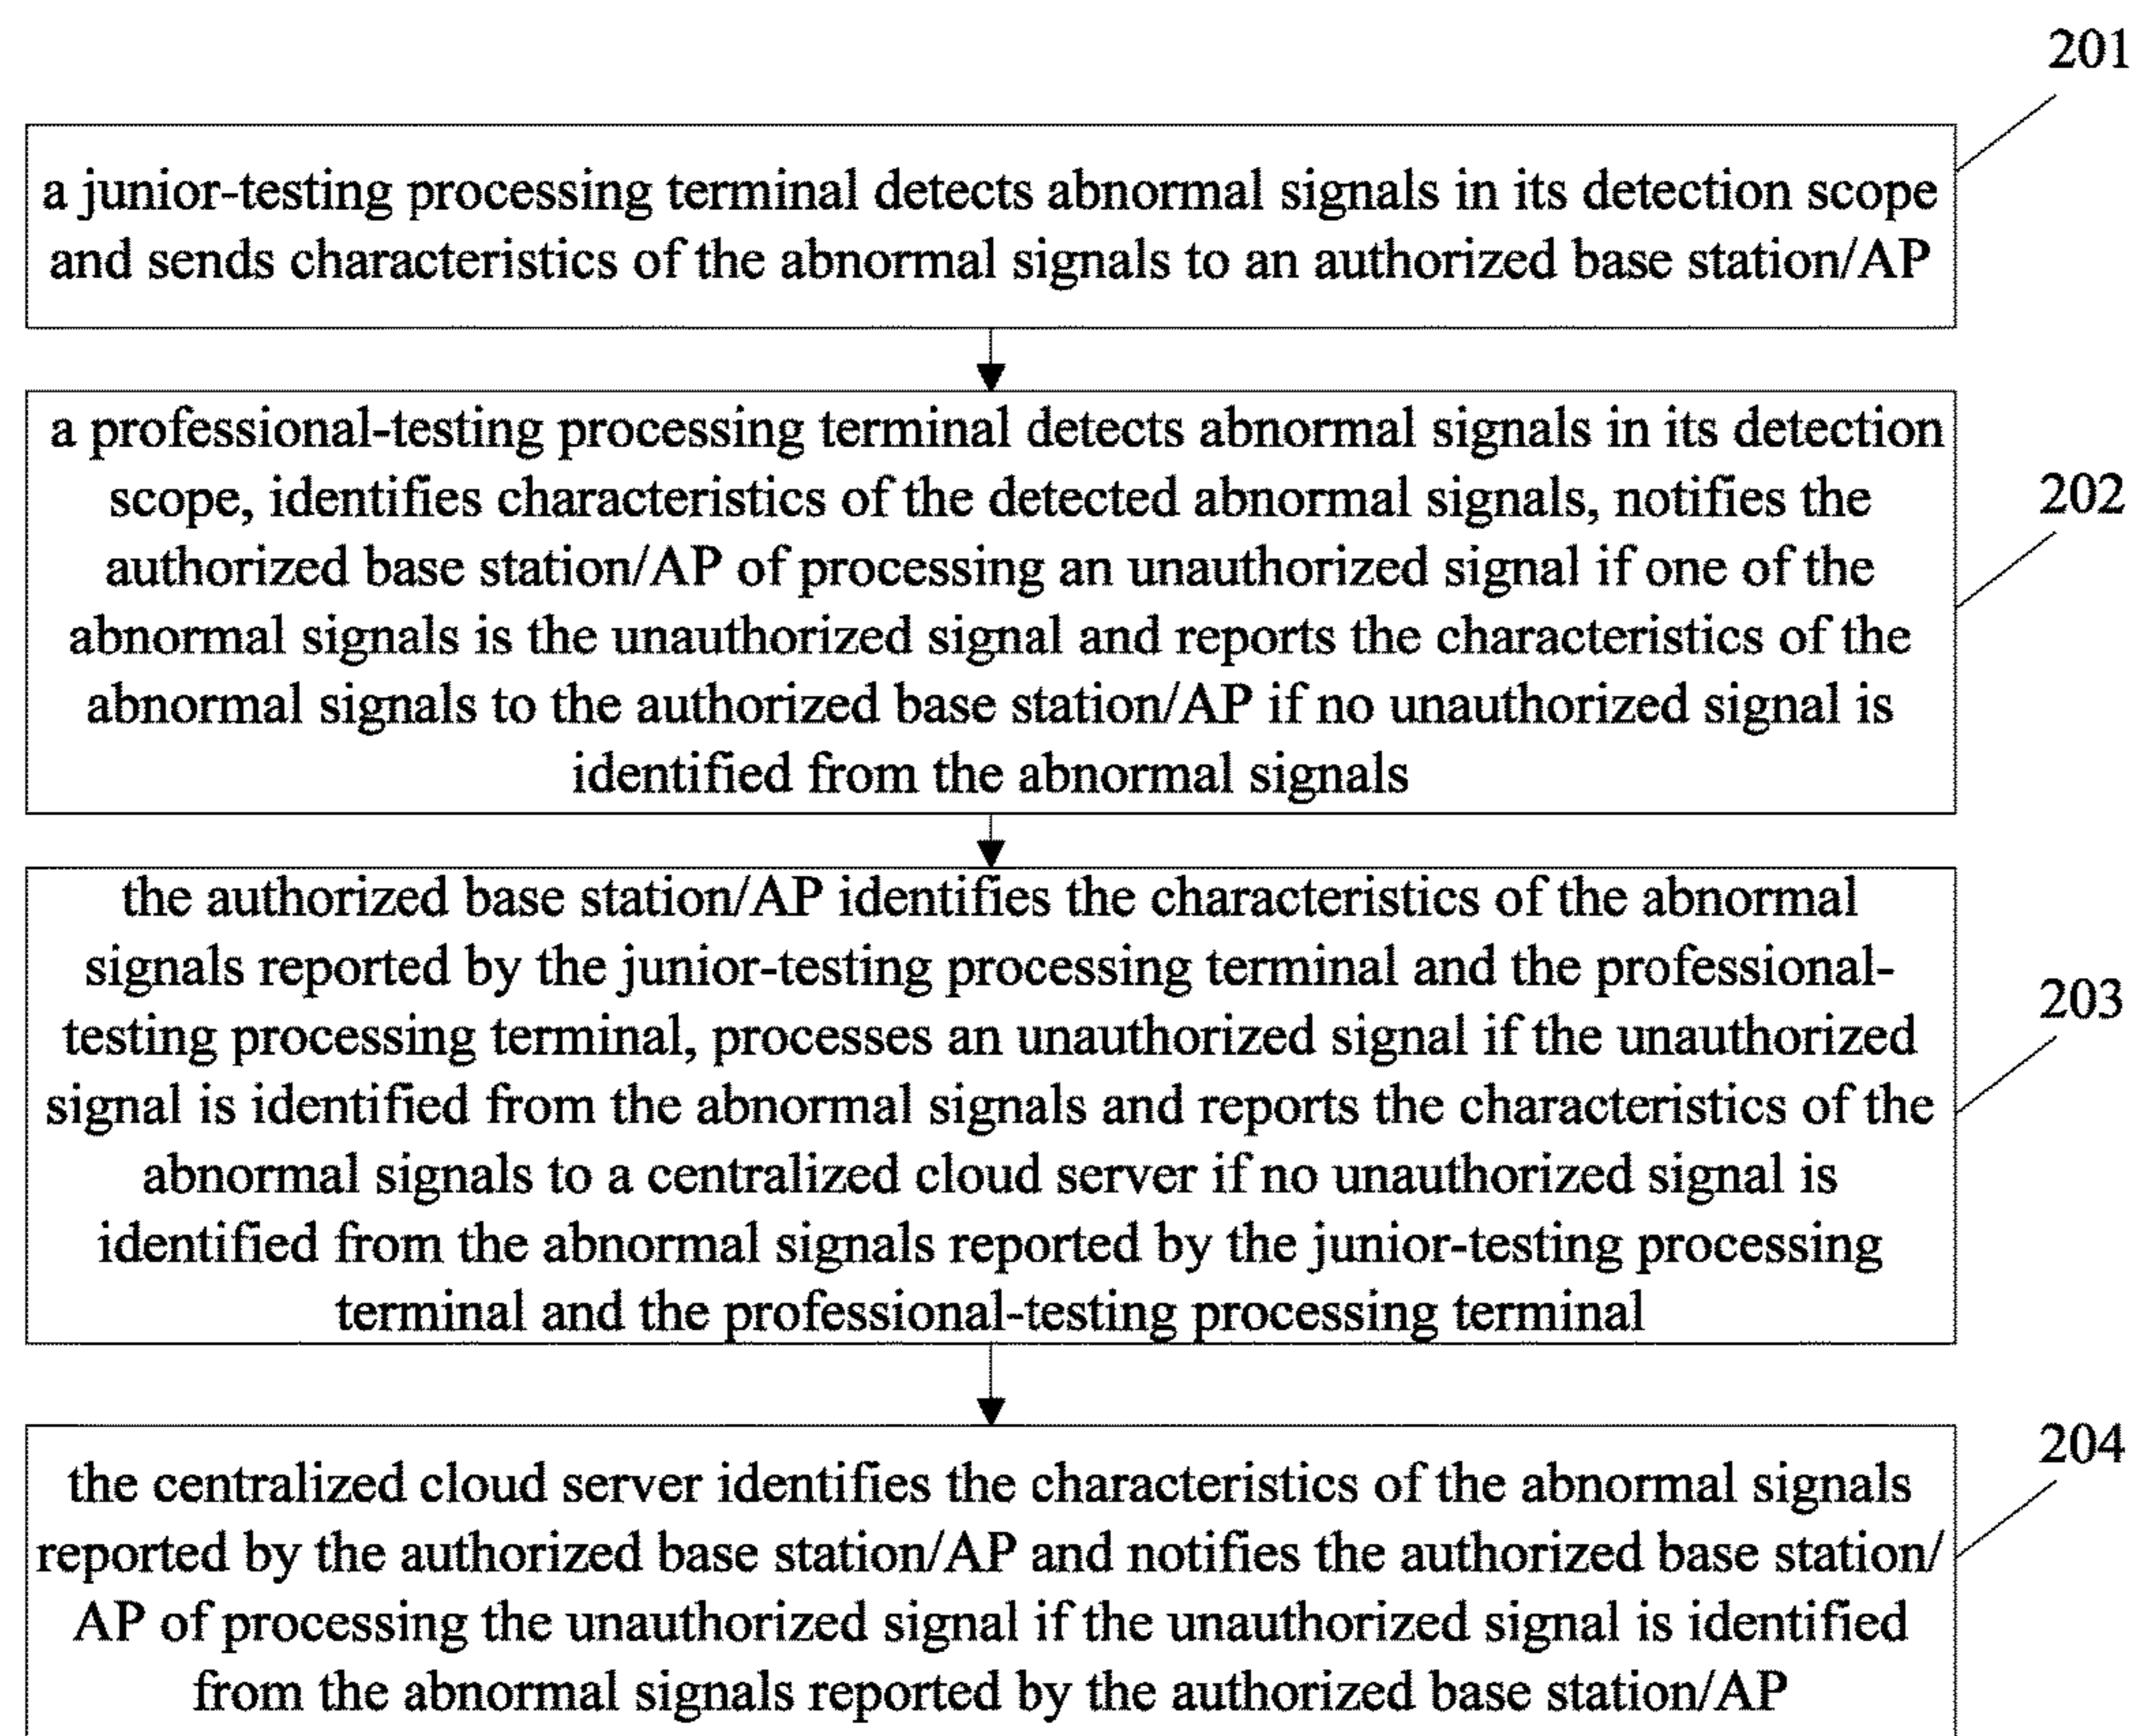 201
a junior-testing processing terminal detects abnormal signals in its detection scope
and sends characteristics of the abnormal signals to an authorized base station/AP
a professional-testing processing terminal detects abnormal signals in its detection
scope, identifies characteristics of the detected abnormal signals, notifies the
authorized base station/AP of processing an unauthorized signal if one of the
abnormal signals is the unauthorized signal and reports the characteristics of the
abnormal signals to the authorized base station/AP if no unauthorized signal is
identified from the abnormal signals
202
the authorized base station/AP identifies the characteristics of the abnormal
signals reported by the junior-testing processing terminal and the professional-
testing processing terminal, processes an unauthorized signal if the unauthorized
signal is identified from the abnormal signals and reports the characteristics of the
abnormal signals to a centralized cloud server if no unauthorized signal is
identified from the abnormal signals reported by the junior-testing processing
terminal and the professional-testing processing terminal
203
the centralized cloud server identifies the characteristics of the abnormal signals
reported by the authorized base station/AP and notifies the authorized base station/
AP of processing the unauthorized signal if the unauthorized signal is identified
from the abnormal signals reported by the authorized base station/AP
204